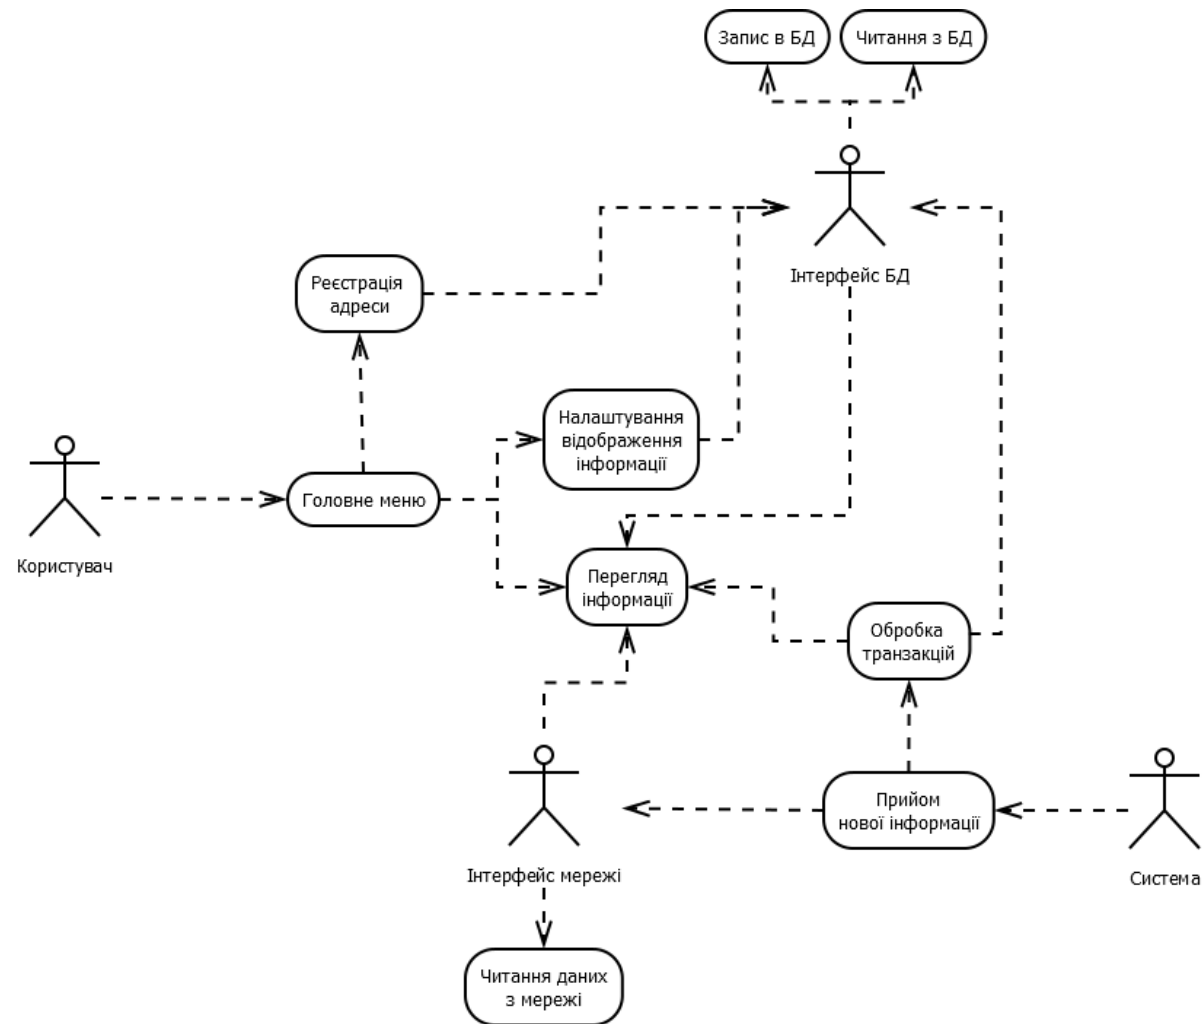 Запис в БД
Читання з БД
Інтерфейс БД
Реєстрація
адреси
Налаштування
відображення
інформації
Головне меню
Користувач
Перегляд
інформації
Обробка
транзакцій
Прийом
нової інформації
Інтерфейс мережі
Система
Читання даних
з мережі